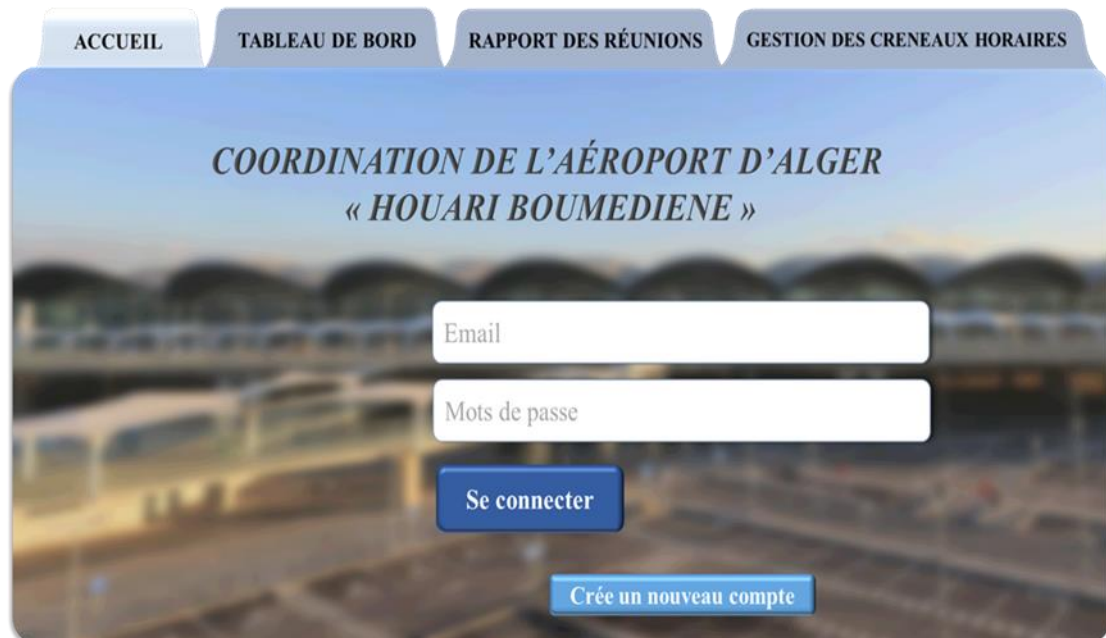 ACCUEIL
TABLEAU DE BORD
RAPPORT DES RÉUNIONS
GESTION DES CRENEAUX HORAIRES
COORDINATION DE L’AÉROPORT D’ALGER
« HOUARI BOUMEDIENE »
Email
Mots de passe
Se connecter
Crée un nouveau compte